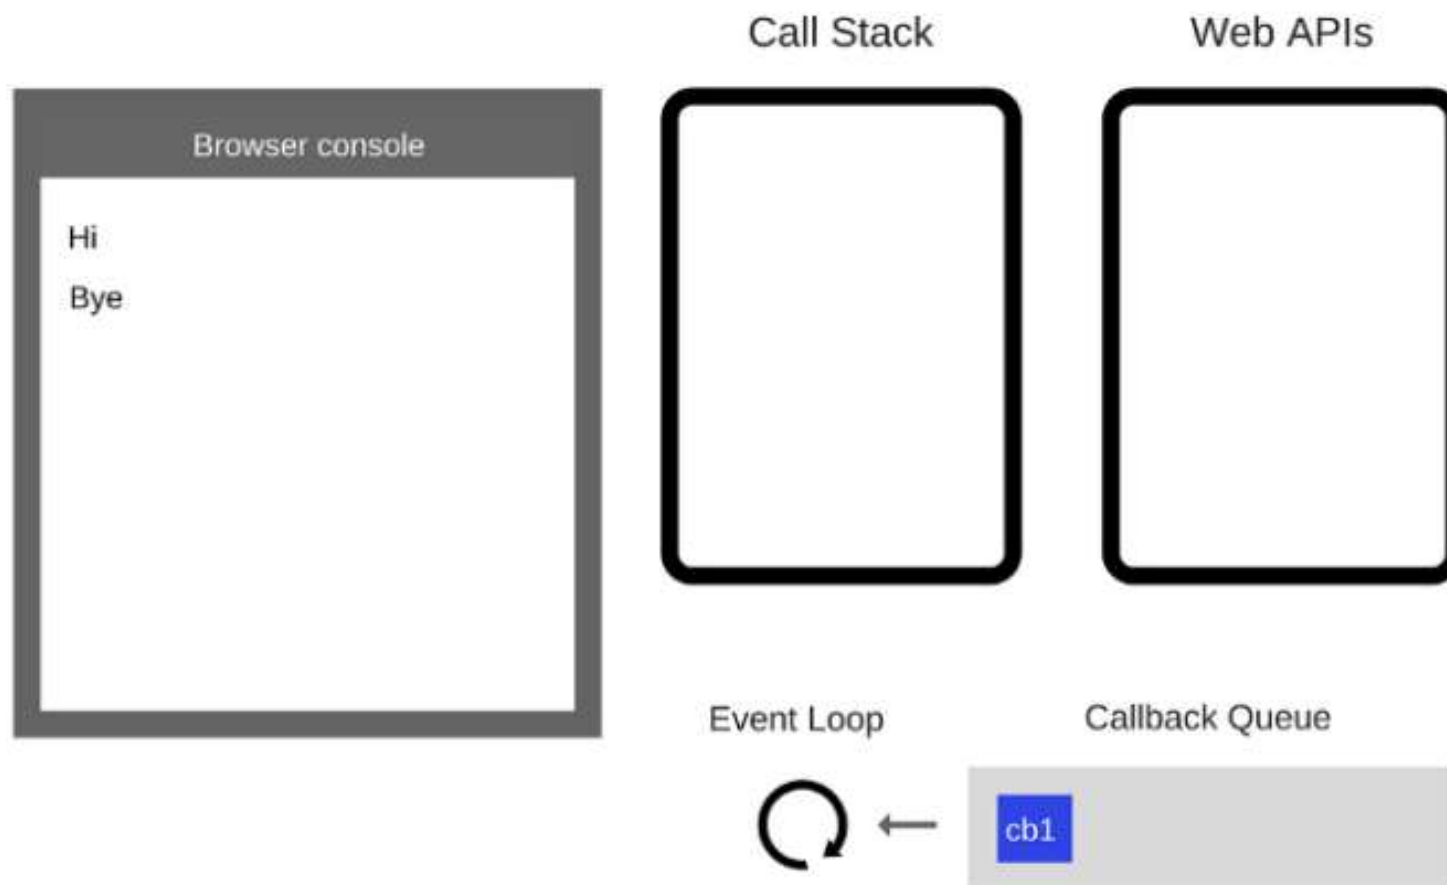 Call Stack
Web APIs
Browser console
Hi
Bye
Event Loop
Callback Queue
cb1